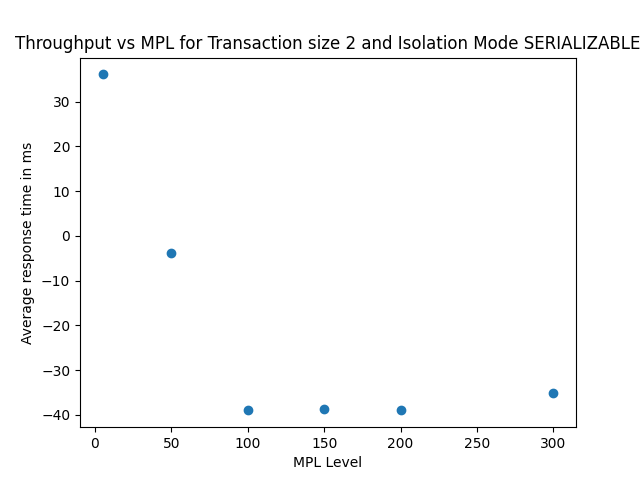 Throughput vs MPL for Transaction size 2 and Isolation Mode SERIALIZABLE
Average response time in ms
30
20
10
0
−10
−20
−30
−40
0 50 100 150 200 250 300
MPL Level